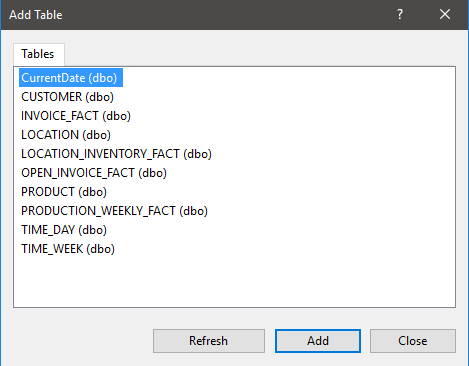 Add Table
?
Tables
CurrentDate (dbo)
CUSTOMER (dbo)
INVOICE_FACT (dbo)
LOCATION (dbo)
LOCATION_INVENTORY_FACT (dbo)
OPEN_INVOICE_FACT (dbo)
PRODUCT (dbo)
PRODUCTION_WEEKLY_FACT (dbo)
TIME_DAY (dbo)
TIME_WEEK (dbo)
Refresh
Add
Close